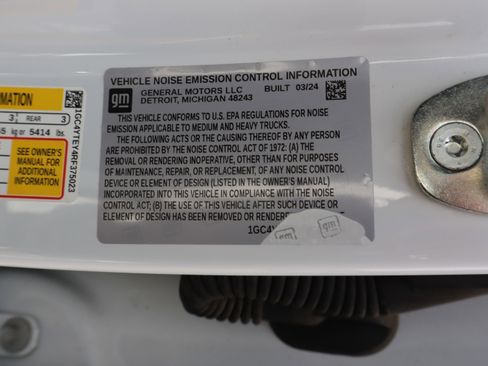 VEHICLE NOISE EMISSION CONTROL INFORMATION
gm
GENERAL MOTORS LLC BUILT 03/24
DETROIT, MICHIGAN 48243
THIS VEHICLE CONFORMS TO U.S. EPA REGULATIONS FOR NOISE
EMISSION APPLICABLE TO MEDIUM AND HEAVY TRUCKS.
THE FOLLOWING ACTS OR THE CAUSING THEREOF BY ANY PERSON
ARE PROHIBITED BY THE NOISE CONTROL ACT OF 1972: (A) THE
REMOVAL OR RENDERING INOPERATIVE, OTHER THAN FOR PURPOSES
OF MAINTENANCE, REPAIR, OR REPLACEMENT, OF ANY NOISE CONTROL
DEVICE OR ELEMENT OF DESIGN (LISTED IN THE OWNER'S MANUAL)
INCORPORATED INTO THIS VEHICLE IN COMPLIANCE WITH THE NOISE
CONTROL ACT; (B) THE USE OF THIS VEHICLE AFTER SUCH DEVICE OR
ELEMENT OF DESIGN HAS BEEN REMOVED OR RENDERE
1GC4Y
gm
gm
RMATION
REAR 3
kg or 5414 lbs.
SEE OWNER'S
MANUAL FOR
ADDITIONAL
INFORMATION
1GC4YTEY4RF375023